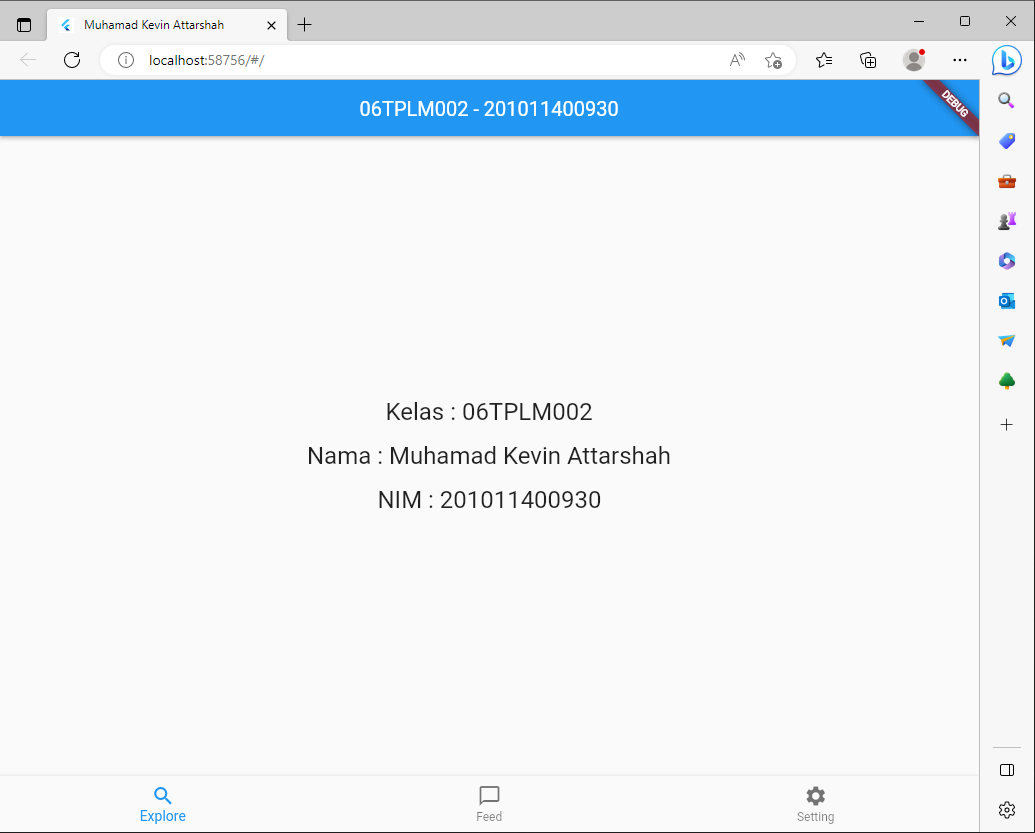 Muhamad Kevin Attarshah
localhost:58756/#/
06TPLM002 - 201011400930
DEBUG
Kelas : 06TPLM002
Nama : Muhamad Kevin Attarshah
NIM : 201011400930
Explore
Feed
Setting